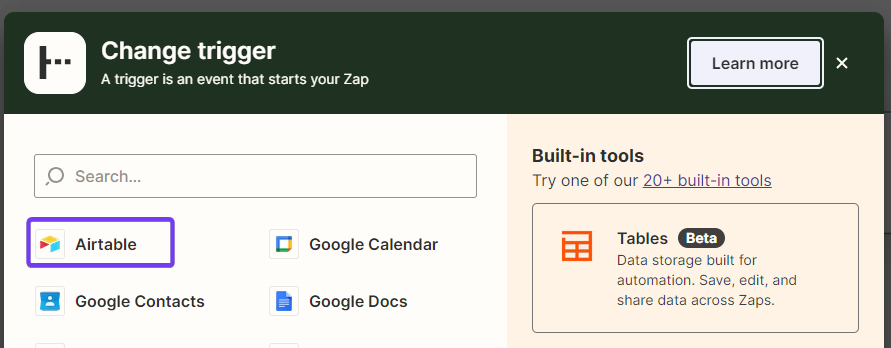 Change trigger
A trigger is an event that starts your Zap
Learn more
Search...
Airtable
Google Calendar
Google Contacts
Google Docs
Built-in tools
Try one of our 20+ built-in tools
Tables Beta
Data storage built for
automation. Save, edit, and
share data across Zaps.